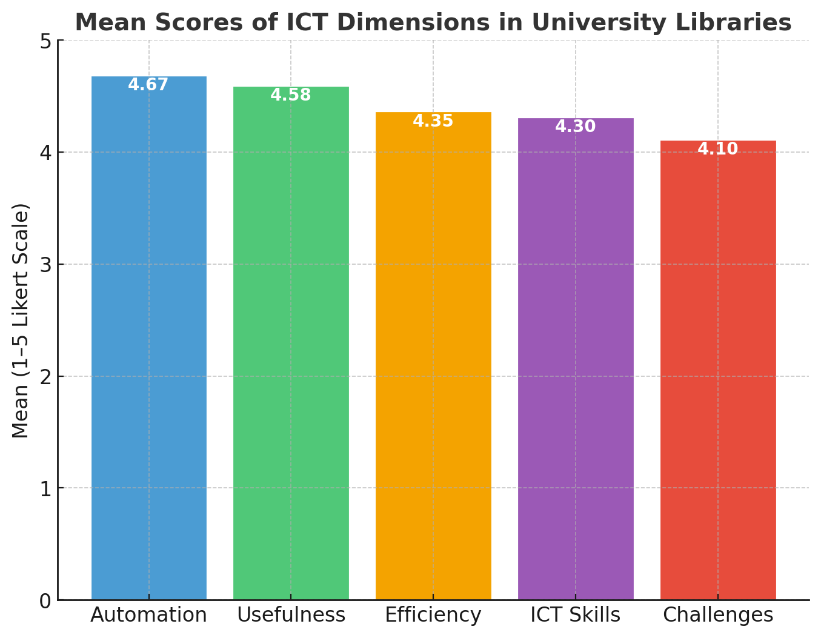 Mean Scores of ICT Dimensions in University Libraries
Mean (1–5 Likert Scale)
5
4
3
2
1
0
4.67
4.58
4.35
4.30
4.10
Automation
Usefulness
Efficiency
ICT Skills
Challenges